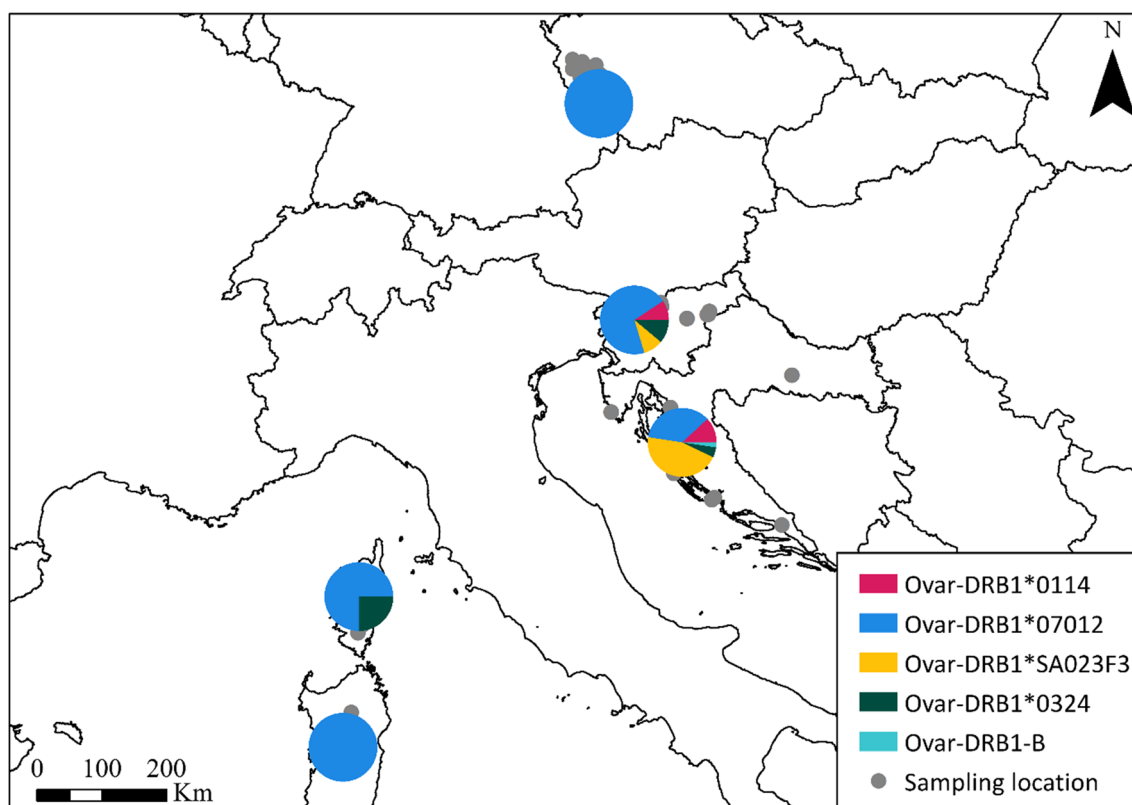 N
Ovar-DRB1*0114
Ovar-DRB1*07012
Ovar-DRB1*SA023F3
Ovar-DRB1*0324
Ovar-DRB1-B
Sampling location
0 100 200
Km